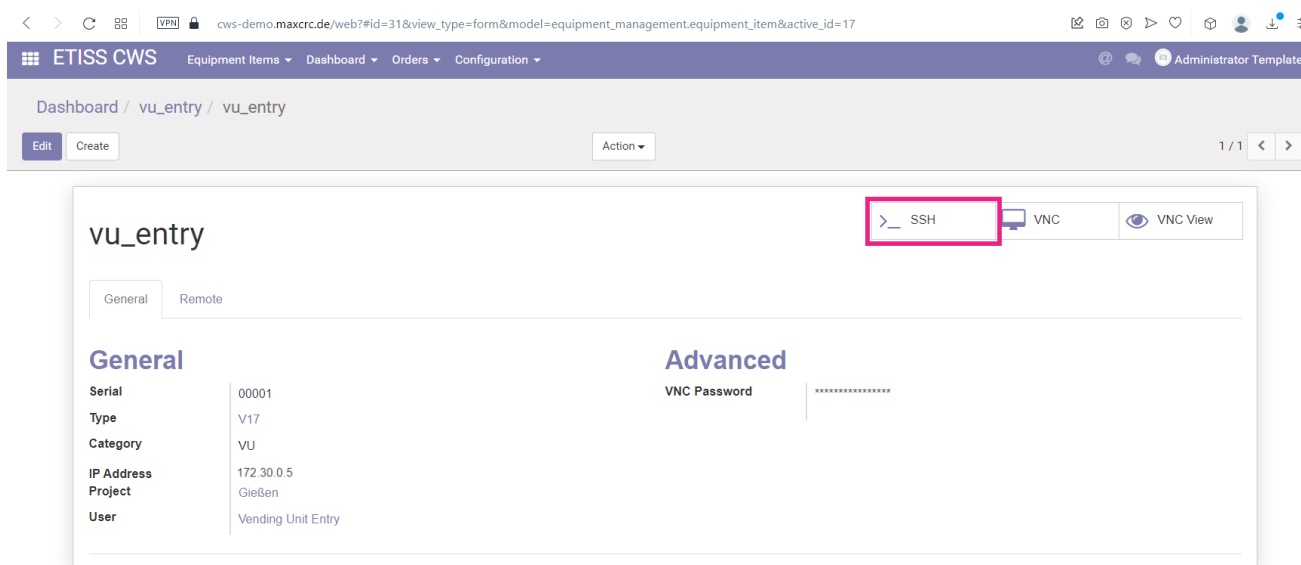 VPN cws-demo.maxcrc.de/web?#id=31&view_type=form&model=equipment_management.equipment_item&active_id=17
ETISS CWS Equipment Items Dashboard Orders Configuration @ Administrator Template
Dashboard / vu_entry / vu_entry
Edit Create Action 1 / 1
vu_entry >_ SSH VNC VNC View
General Remote
General Advanced
Serial 00001 VNC Password ****************
Type V17
Category VU
IP Address 172.30.0.5
Project Gießen
User Vending Unit Entry